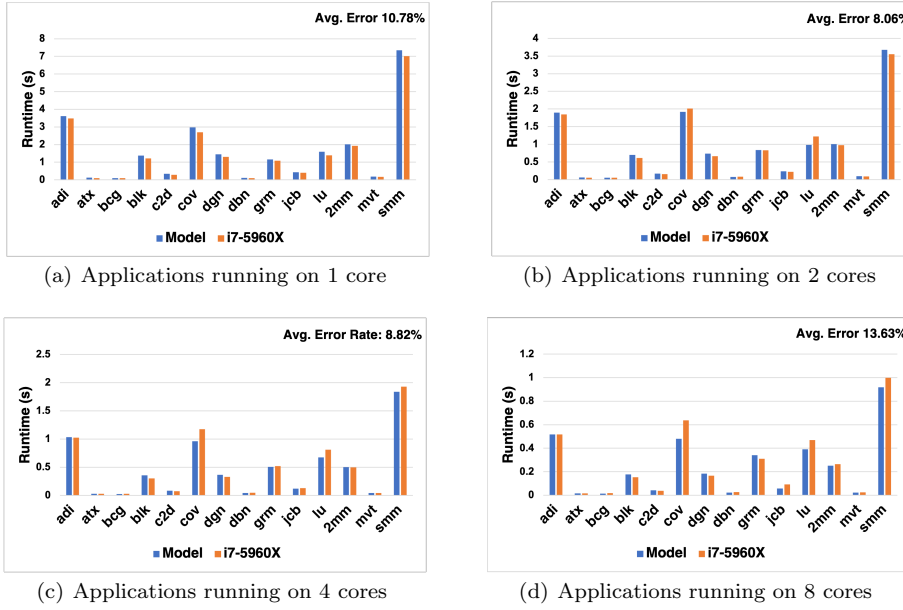 Avg. Error 10.78%
Runtime (s)
8
7
6
5
4
3
2
1
0
adi atx bcg blk c2d cov dgn dbn grm jcb lu 2mm mvt smm
Model i7-5960X
(a) Applications running on 1 core
Avg. Error 8.06%
Runtime (s)
4
3.5
3
2.5
2
1.5
1
0.5
0
adi atx bcg blk c2d cov dgn dbn grm jcb lu 2mm mvt smm
Model i7-5960X
(b) Applications running on 2 cores
Avg. Error Rate: 8.82%
Runtime (s)
2.5
2
1.5
1
0.5
0
adi atx bcg blk c2d cov dgn dbn grm jcb lu 2mm mvt smm
Model i7-5960X
(c) Applications running on 4 cores
Avg. Error 13.63%
Runtime (s)
1.2
1
0.8
0.6
0.4
0.2
0
adi atx bcg blk c2d cov dgn dbn grm jcb lu 2mm mvt smm
Model i7-5960X
(d) Applications running on 8 cores